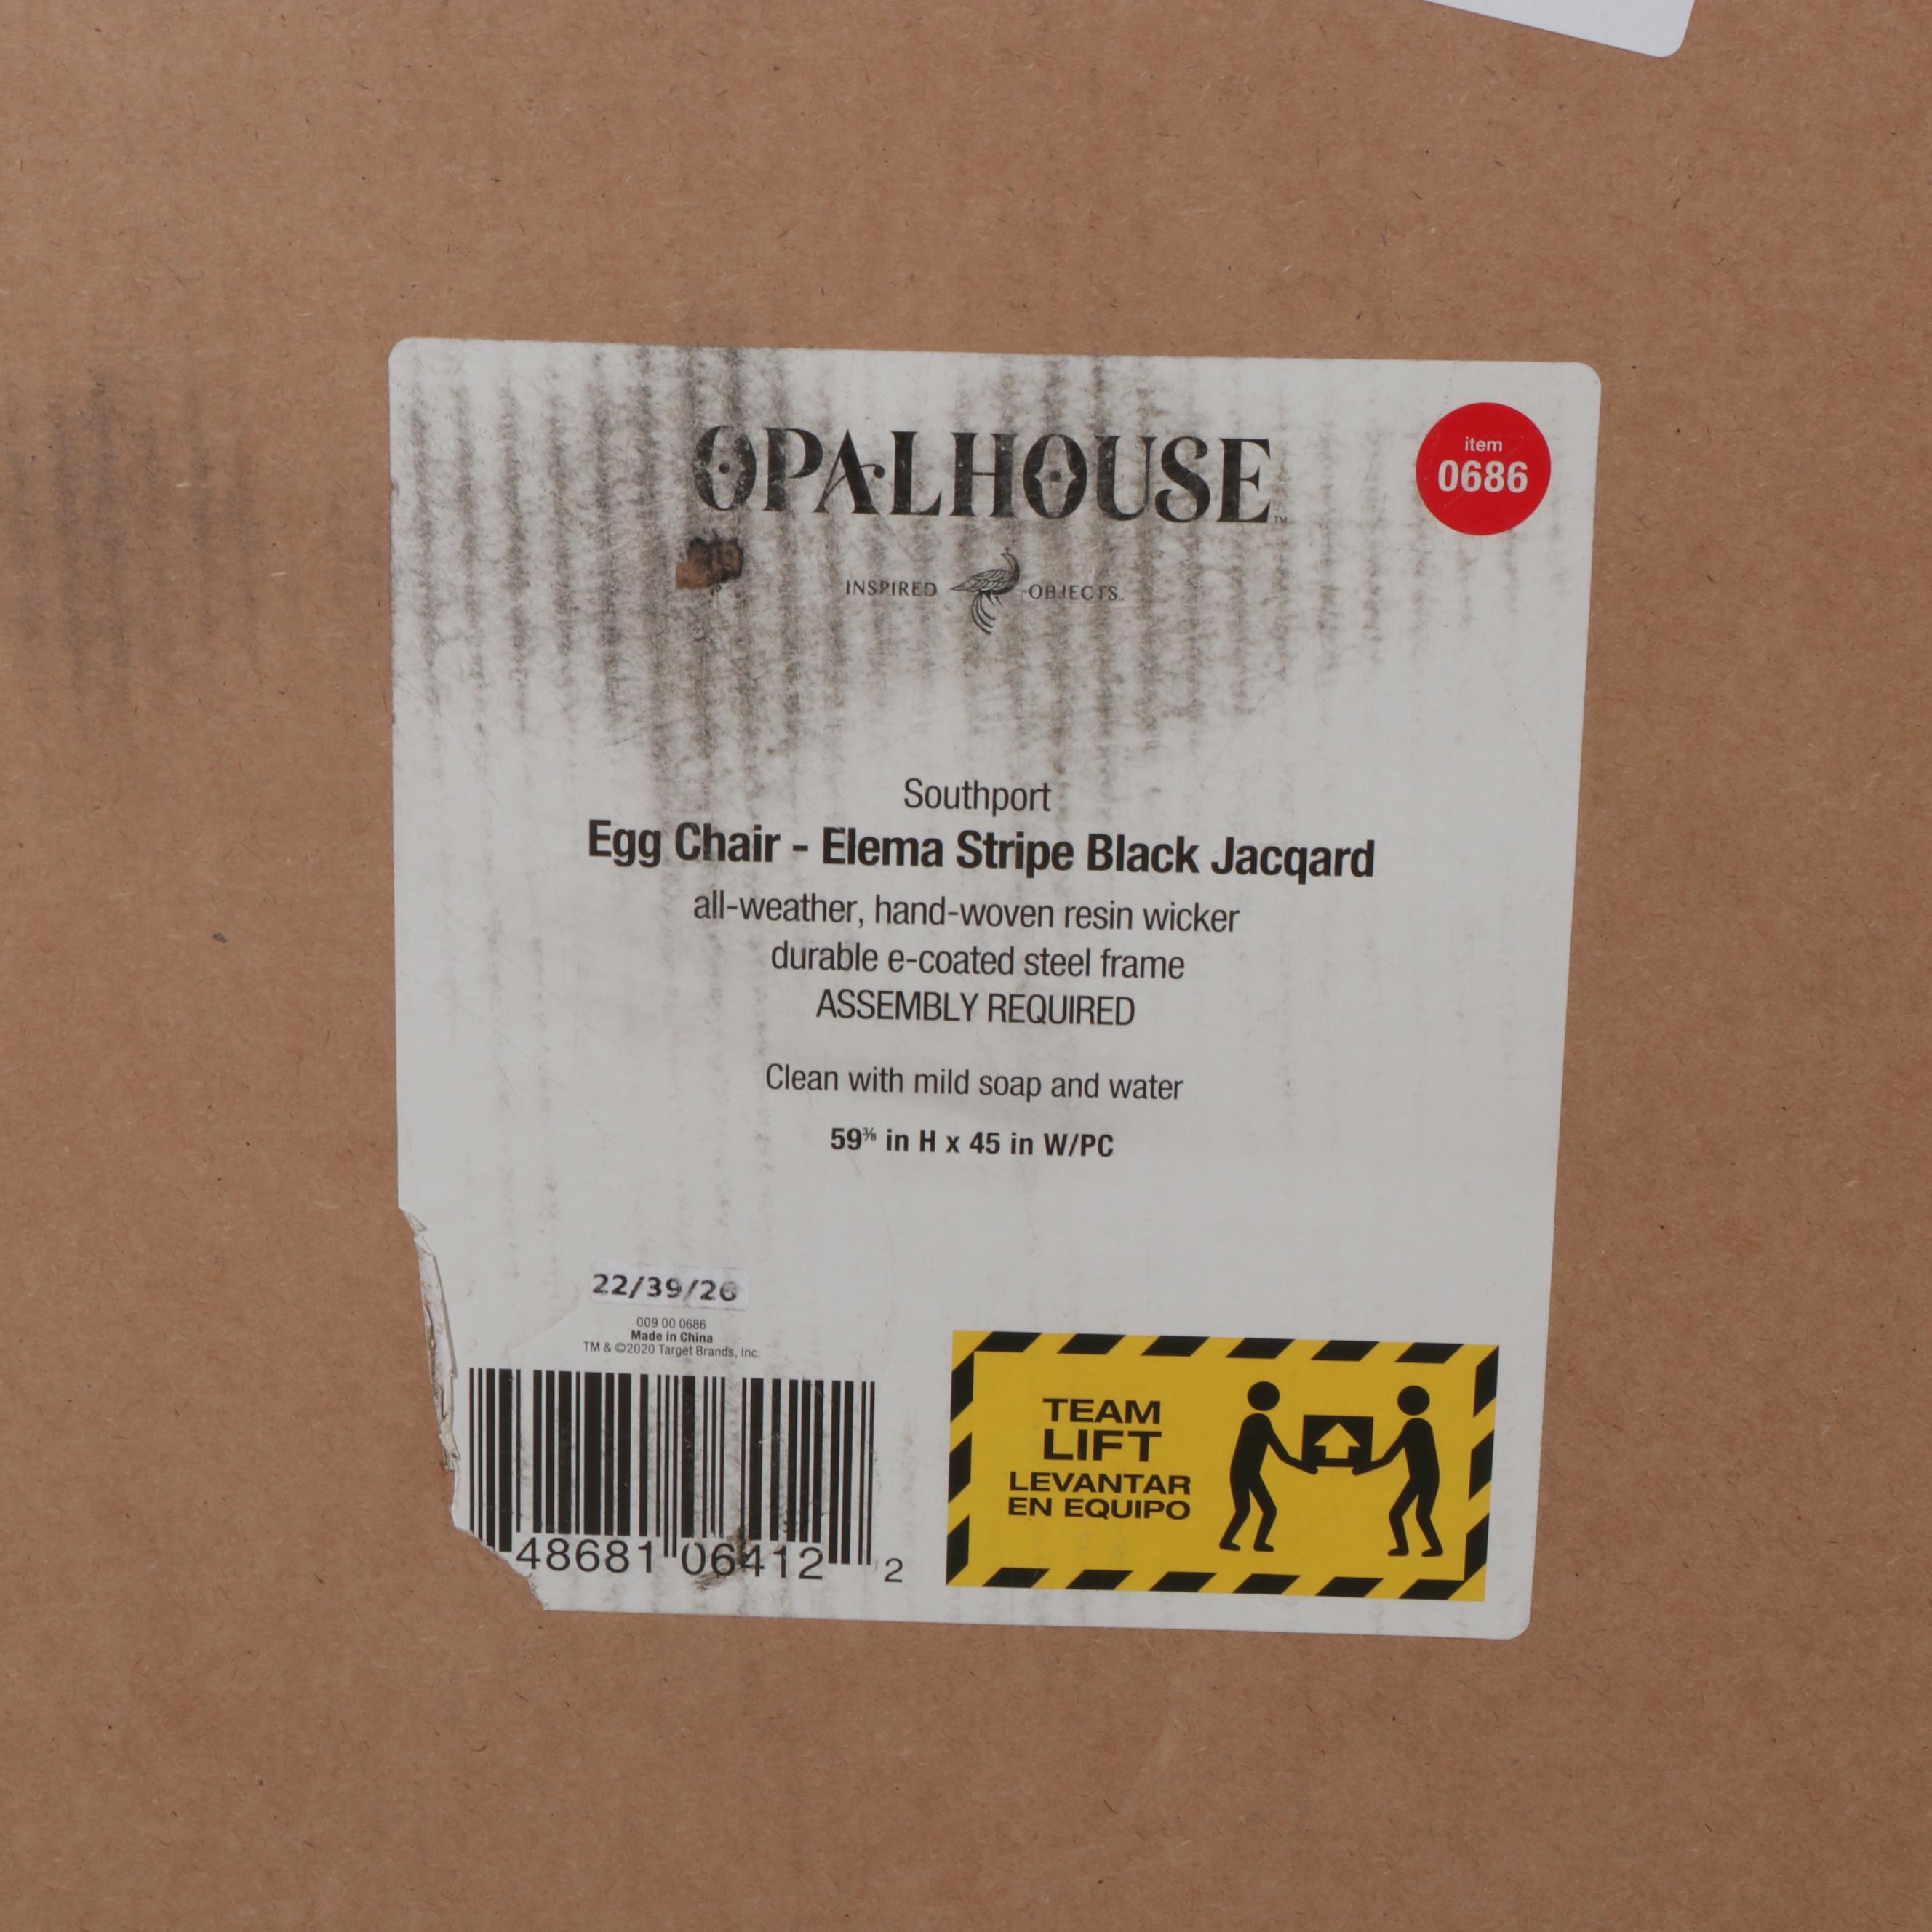 OPALHOUSE™
INSPIRED OBJECTS™
item
0686
Southport
Egg Chair - Elema Stripe Black Jacqard
all-weather, hand-woven resin wicker
durable e-coated steel frame
ASSEMBLY REQUIRED
Clean with mild soap and water
59⅜ in H x 45 in W/PC
22/39/26
009 00 0686
Made in China
TM & ©2020 Target Brands, Inc.
48681 06412 2
TEAM
LIFT
LEVANTAR
EN EQUIPO